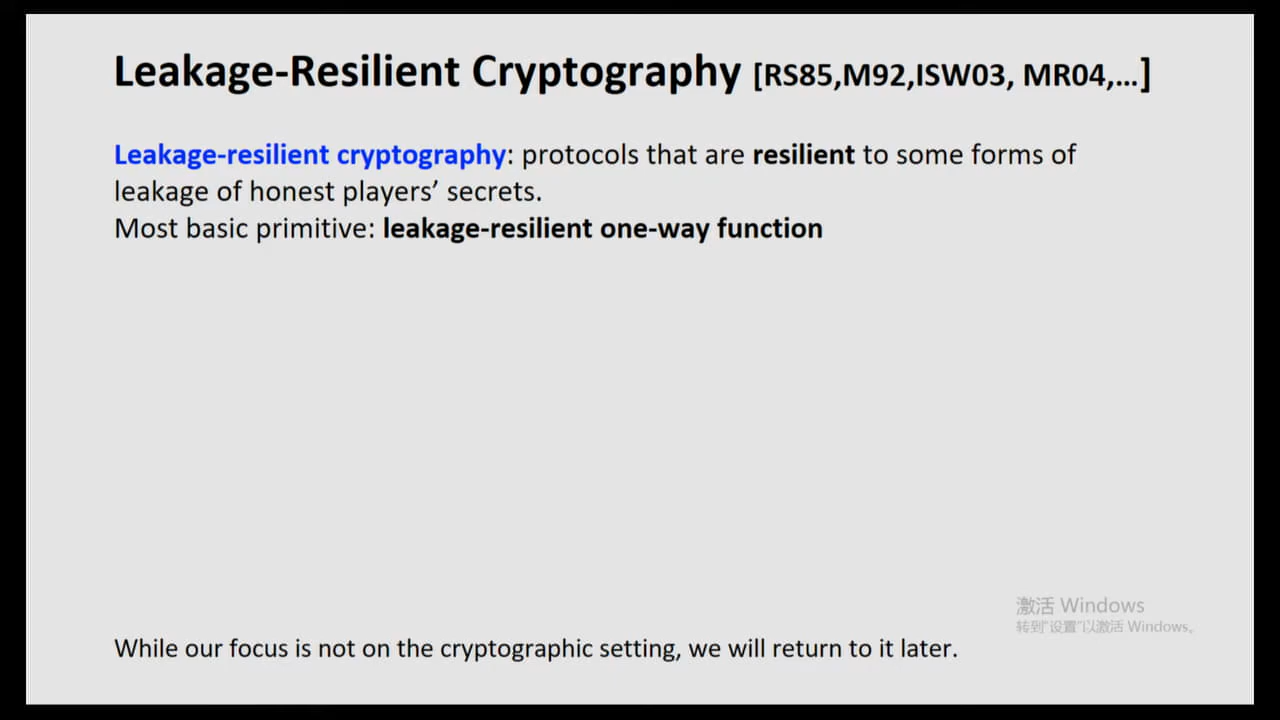 Leakage-Resilient Cryptography [RS85,M92,ISW03, MR04,...]
Leakage-resilient cryptography: protocols that are resilient to some forms of
leakage of honest players’ secrets.
Most basic primitive: leakage-resilient one-way function
激活 Windows
转到“设置”以激活 Windows。
While our focus is not on the cryptographic setting, we will return to it later.